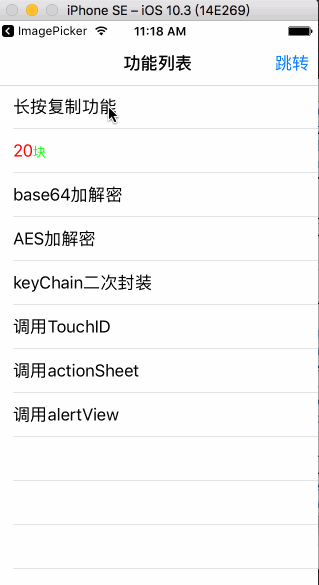 iPhone SE – iOS 10.3 (14E269)
ImagePicker 11:18 AM
功能列表 跳转
长按复制功能
20块
base64加解密
AES加解密
keyChain二次封装
调用TouchID
调用actionSheet
调用alertView